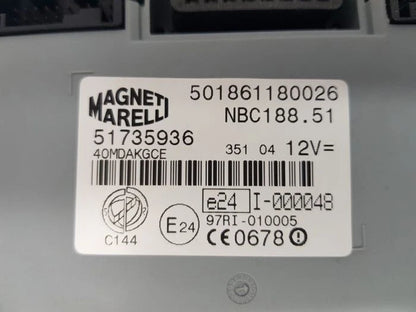 MAGNETI MARELLI 501861180026
NBC188.51
51735936 351 04 12V=
40MDAKGCE
e24 I-000048
97RI-010005
C144 E24 CE0678